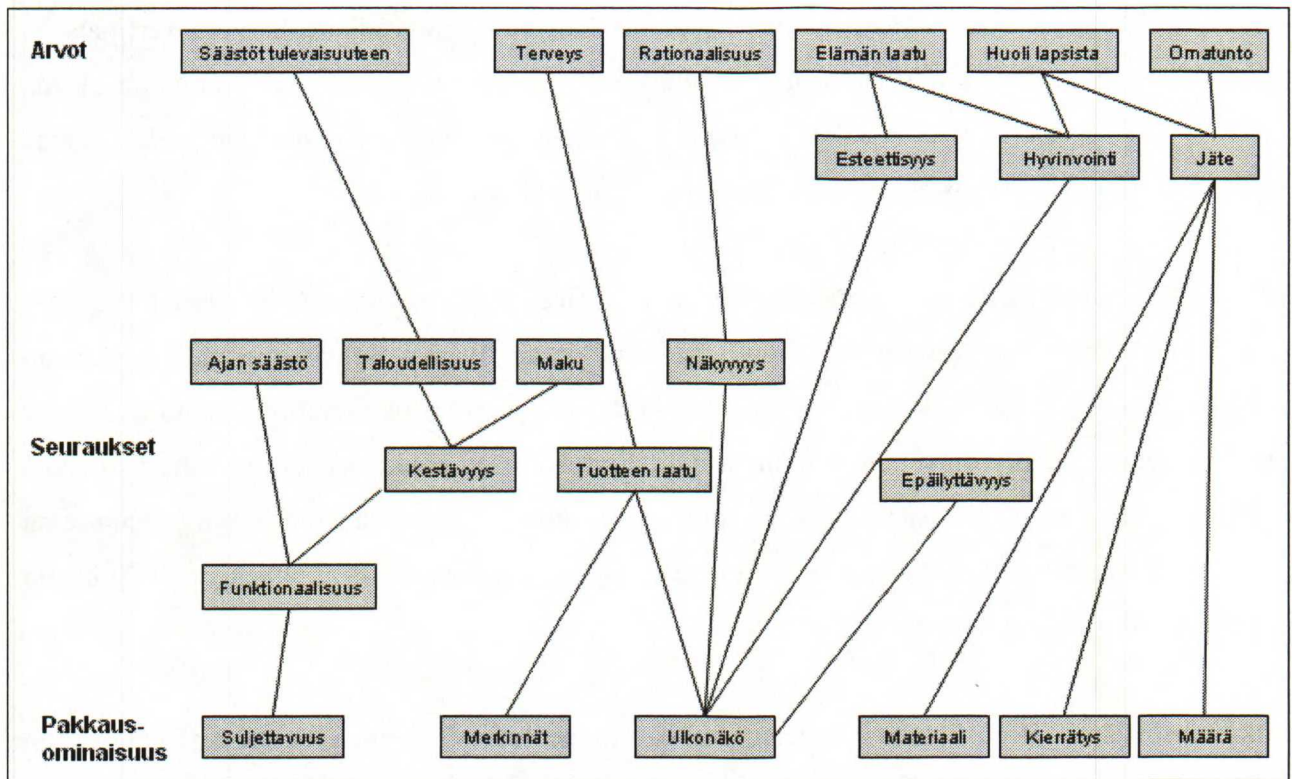 Arvot
Säästöt tulevaisuuteen
Terveys
Rationaalisuus
Elämän laatu
Huoli lapsista
Omatunto
Esteettisyys
Hyvinvointi
Jäte
Ajan säästö
Taloudellisuus
Maku
Näkyvyys
Seuraukset
Kestävyys
Tuotteen laatu
Epäilyttävyys
Funktionaalisuus
Pakkaus-
ominaisuus
Suljettavuus
Merkinnät
Ulkonäkö
Materiaali
Kierrätys
Määrä